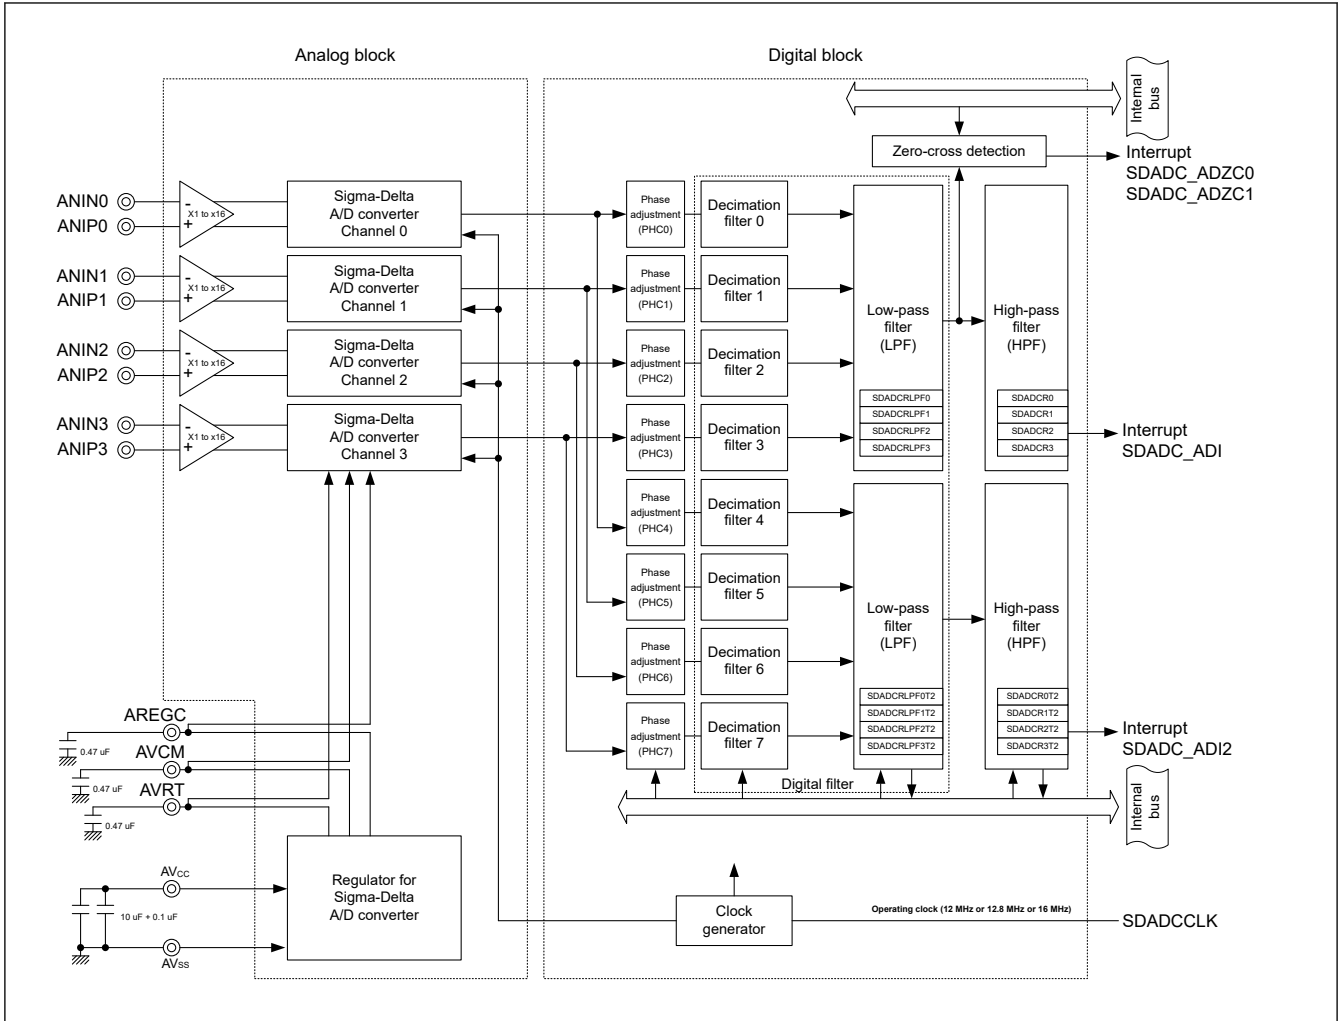 Analog block
Digital block
Internal
bus
Zero-cross detection
Interrupt
SDADC_ADZC0
SDADC_ADZC1
ANIN0
ANIP0
-
+
X1 to x16
Sigma-Delta
A/D converter
Channel 0
Phase
adjustment
(PHC0)
Decimation
filter 0
ANIN1
ANIP1
-
+
X1 to x16
Sigma-Delta
A/D converter
Channel 1
Phase
adjustment
(PHC1)
Decimation
filter 1
ANIN2
ANIP2
-
+
X1 to x16
Sigma-Delta
A/D converter
Channel 2
Phase
adjustment
(PHC2)
Decimation
filter 2
ANIN3
ANIP3
-
+
X1 to x16
Sigma-Delta
A/D converter
Channel 3
Phase
adjustment
(PHC3)
Decimation
filter 3
Low-pass
filter
(LPF)
SDADCRLPF0
SDADCRLPF1
SDADCRLPF2
SDADCRLPF3
High-pass
filter
(HPF)
SDADCR0
SDADCR1
SDADCR2
SDADCR3
Interrupt
SDADC_ADI
Phase
adjustment
(PHC4)
Decimation
filter 4
Phase
adjustment
(PHC5)
Decimation
filter 5
Phase
adjustment
(PHC6)
Decimation
filter 6
Phase
adjustment
(PHC7)
Decimation
filter 7
Low-pass
filter
(LPF)
SDADCRLPF0T2
SDADCRLPF1T2
SDADCRLPF2T2
SDADCRLPF3T2
High-pass
filter
(HPF)
SDADCR0T2
SDADCR1T2
SDADCR2T2
SDADCR3T2
Interrupt
SDADC_ADI2
Digital filter
Internal
bus
AREGC
0.47 uF
AVCM
0.47 uF
AVRT
0.47 uF
AVCC
10 uF + 0.1 uF
AVSS
Regulator for
Sigma-Delta
A/D converter
Clock
generator
Operating clock (12 MHz or 12.8 MHz or 16 MHz)
SDADCCLK